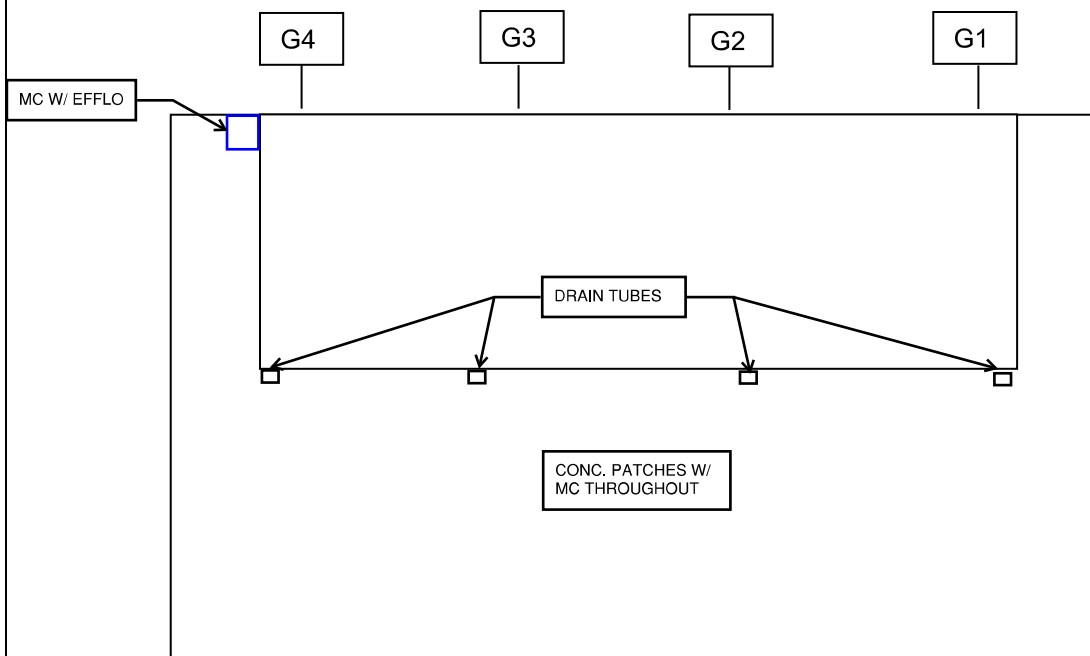 G4
G3
G2
G1
MC W/ EFFLO
DRAIN TUBES
CONC. PATCHES W/
MC THROUGHOUT